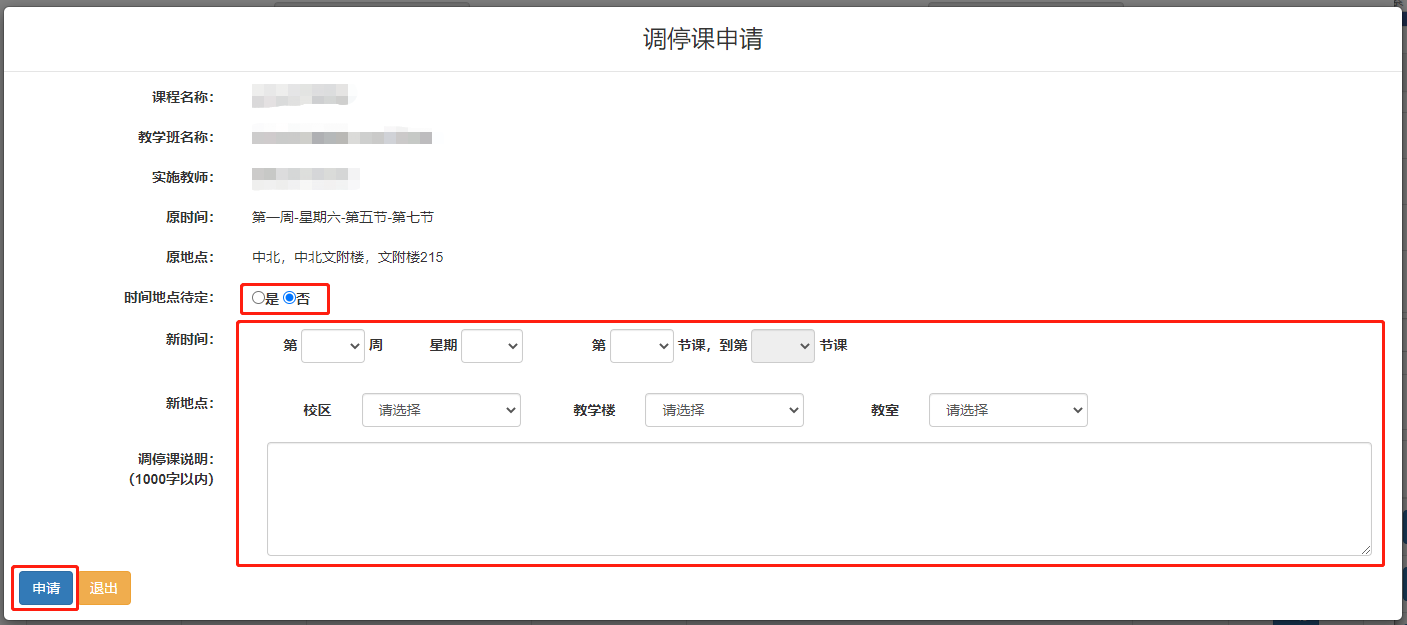 调停课申请
课程名称：
教学班名称：
实施教师：
原时间： 第一周-星期六-第五节-第七节
原地点： 中北，中北文附楼，文附楼215
时间地点待定： 是 否
新时间： 第 周 星期 第 节课，到第 节课
新地点： 校区 请选择 教学楼 请选择 教室 请选择
调停课说明：
（1000字以内）
申请 退出